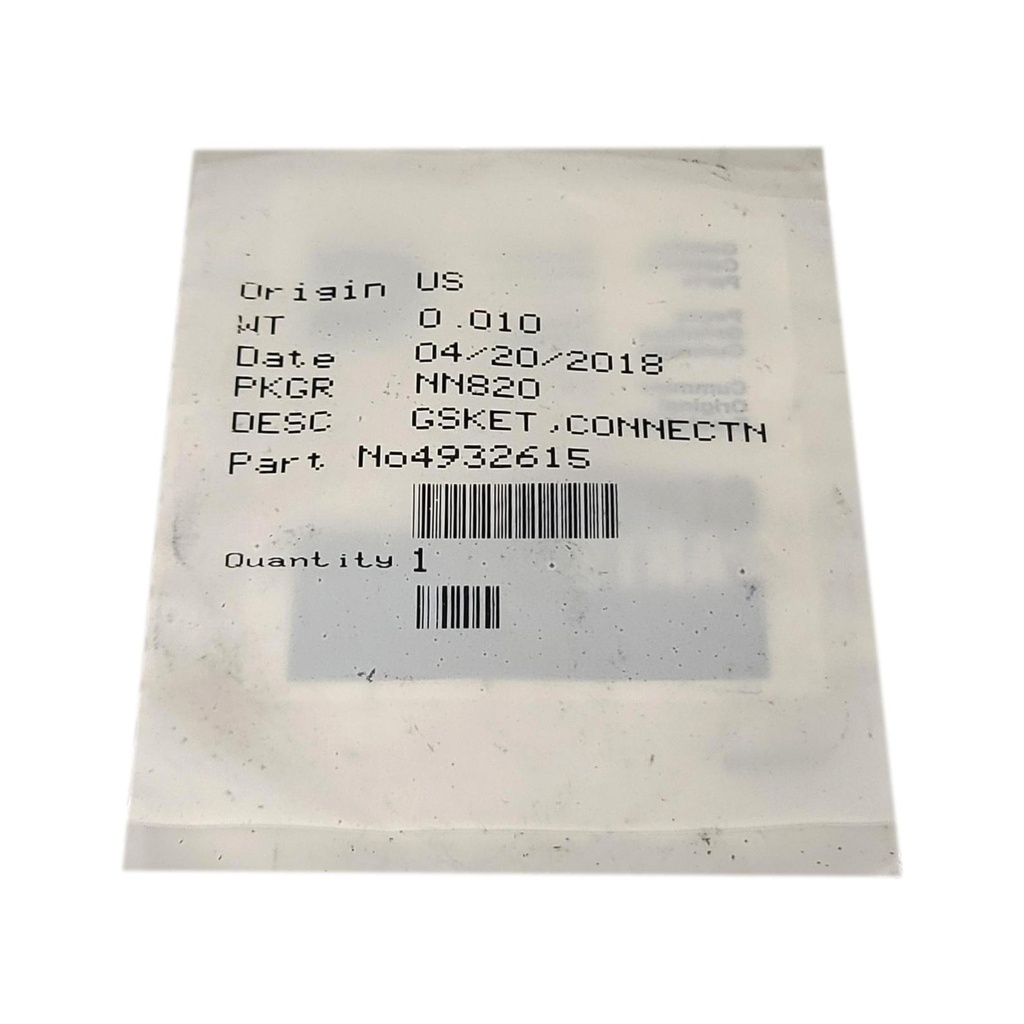 Origin US
WT 0.010
Date 04/20/2018
PKGR NN820
DESC GSKET,CONNECTN
Part No4932615
Quantity 1